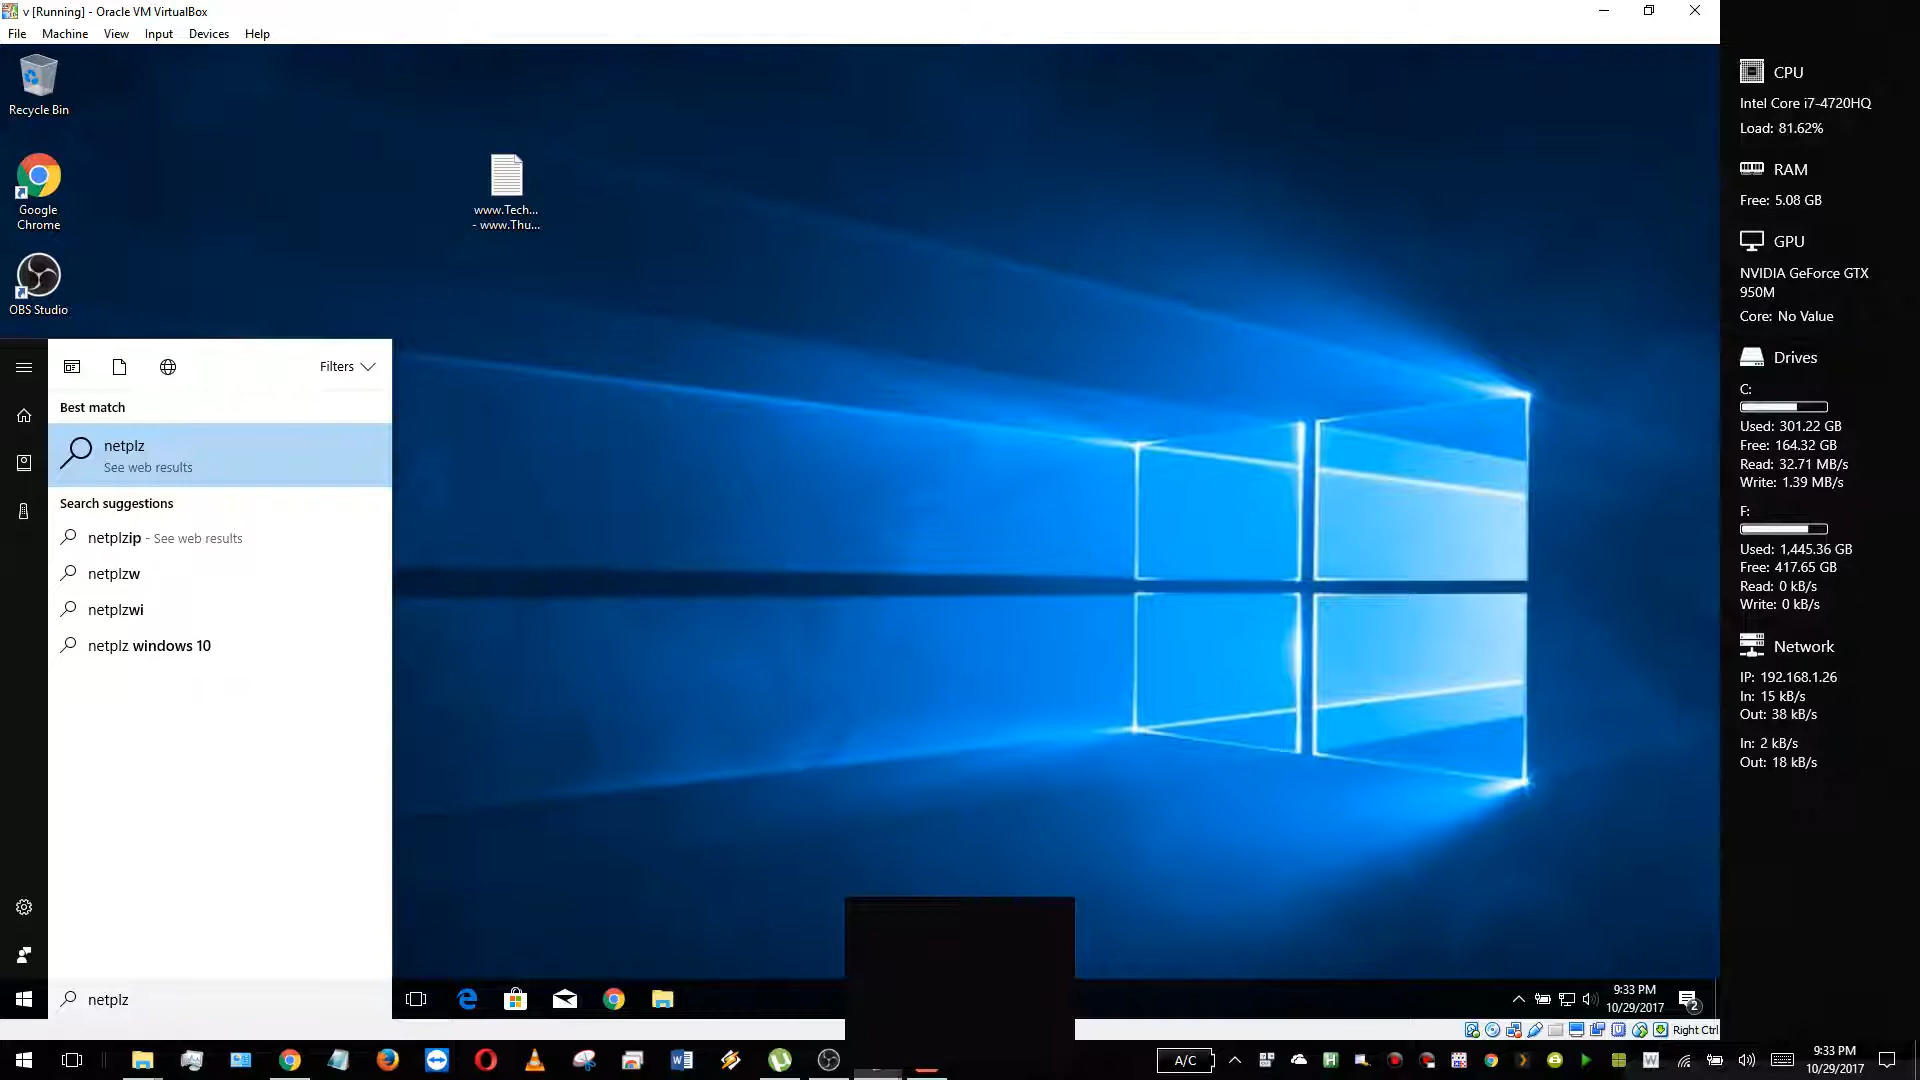 v [Running] - Oracle VM VirtualBox
File Machine View Input Devices Help
Recycle Bin
Google
Chrome
OBS Studio
www.Tech...
- www.Thu...
Filters
Best match
netplz
See web results
Search suggestions
netplzip - See web results
netplzw
netplzwi
netplz windows 10
netplz
9:33 PM
10/29/2017
2
Right Ctrl
CPU
Intel Core i7-4720HQ
Load: 81.62%
RAM
Free: 5.08 GB
GPU
NVIDIA GeForce GTX
950M
Core: No Value
Drives
C:
Used: 301.22 GB
Free: 164.32 GB
Read: 32.71 MB/s
Write: 1.39 MB/s
F:
Used: 1,445.36 GB
Free: 417.65 GB
Read: 0 kB/s
Write: 0 kB/s
Network
IP: 192.168.1.26
In: 15 kB/s
Out: 38 kB/s
In: 2 kB/s
Out: 18 kB/s
A/C
9:33 PM
10/29/2017